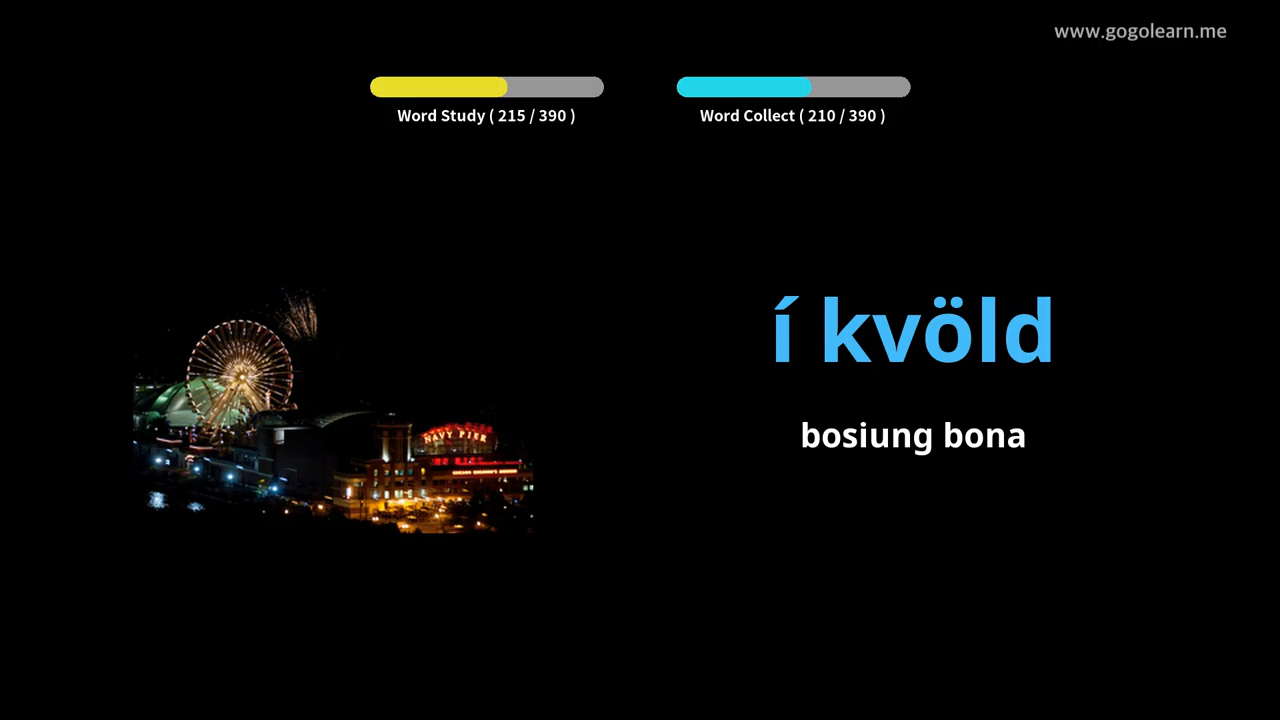 www.gogolearn.me
Word Study ( 215 / 390 )
Word Collect ( 210 / 390 )
í kvöld
bosiung bona
NAVY PIER